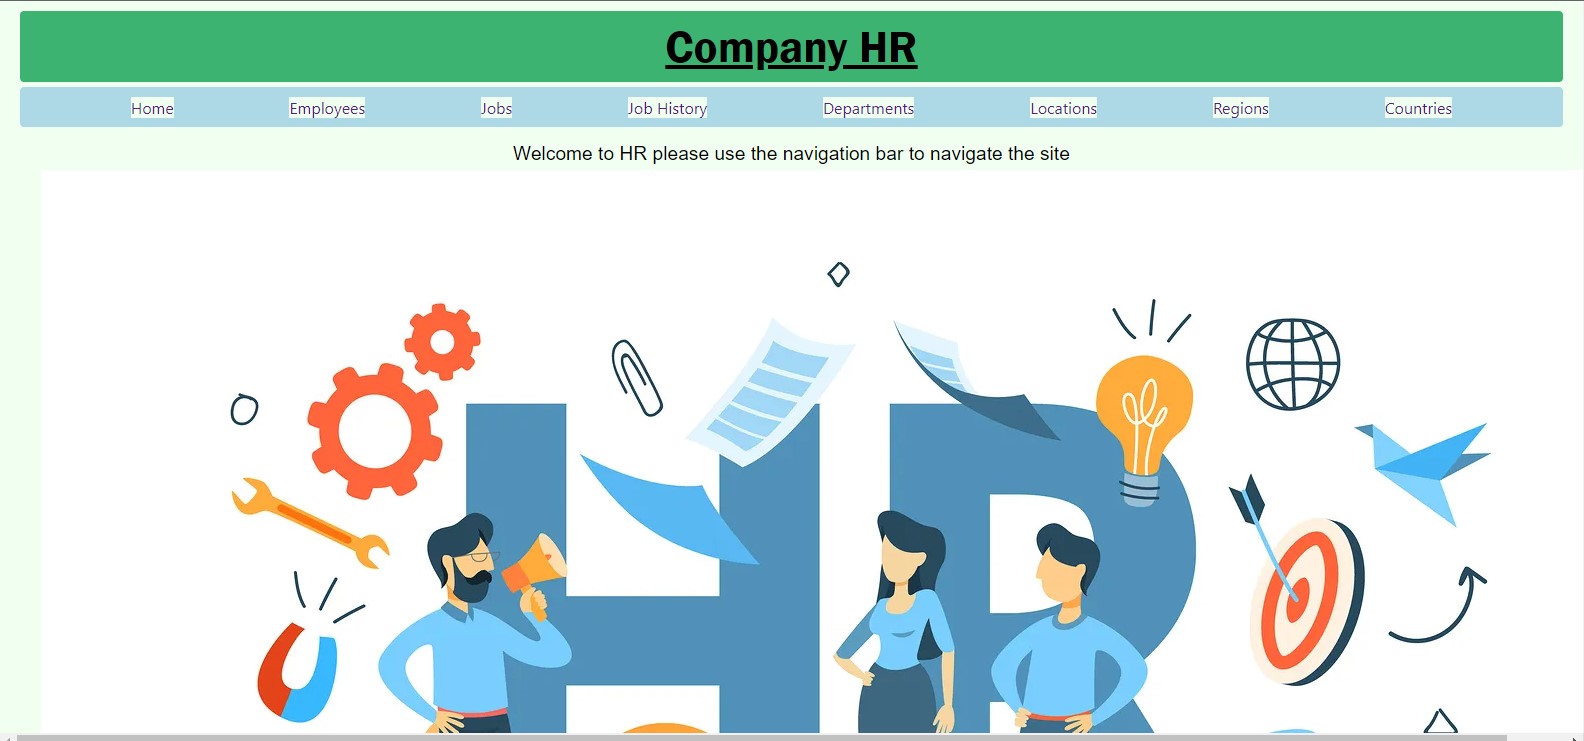 Company HR
Home Employees Jobs Job History Departments Locations Regions Countries
Welcome to HR please use the navigation bar to navigate the site
HR